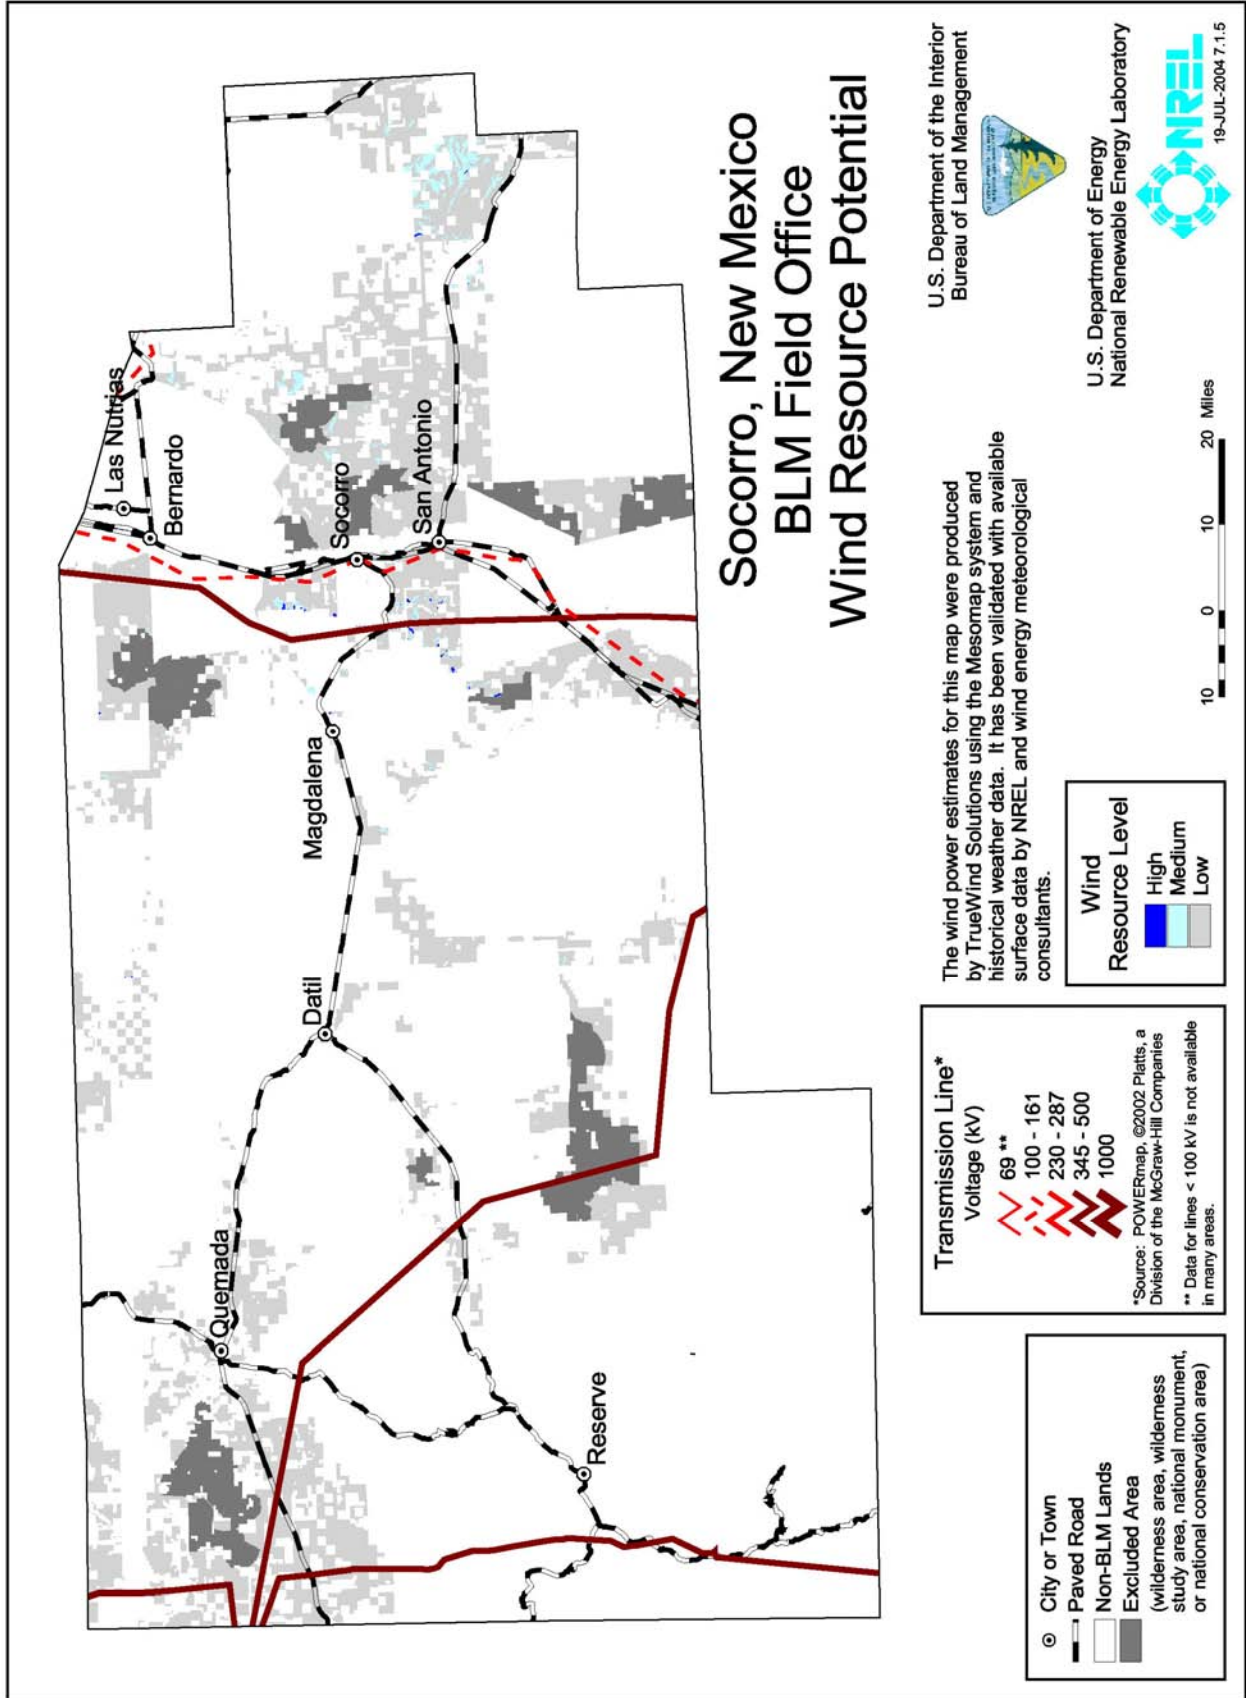 Las Nutrias
Bernardo
Socorro
San Antonio
Magdalena
Datil
Quemada
Reserve
Socorro, New Mexico
BLM Field Office
Wind Resource Potential
City or Town
Paved Road
Non-BLM Lands
Excluded Area
(wilderness area, wilderness
study area, national monument,
or national conservation area)
Transmission Line*
Voltage (kV)
69 **
100 - 161
230 - 287
345 - 500
1000
*Source: POWERmap, ©2002 Platts, a
Division of the McGraw-Hill Companies
** Data for lines < 100 kV is not available
in many areas.
The wind power estimates for this map were produced
by TrueWind Solutions using the Mesomap system and
historical weather data. It has been validated with available
surface data by NREL and wind energy meteorological
consultants.
Wind
Resource Level
High
Medium
Low
10 0 10 20 Miles
U.S. Department of the Interior
Bureau of Land Management
U.S. Department of Energy
National Renewable Energy Laboratory
NREL
19-JUL-2004 7.1.5